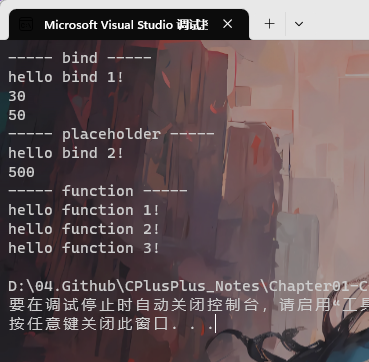 Microsoft Visual Studio 调试
----- bind -----
hello bind 1!
30
50
----- placeholder -----
hello bind 2!
500
----- function -----
hello function 1!
hello function 2!
hello function 3!
D:\04.Github\CPlusPlus_Notes\Chapter01-C
要在调试停止时自动关闭控制台，请启用“工具
按任意键关闭此窗口. . .